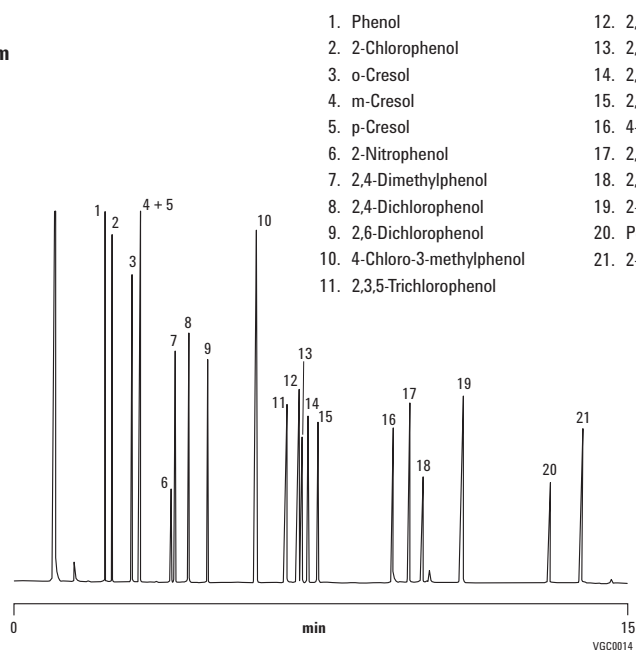 m
1. Phenol
2. 2-Chlorophenol
3. o-Cresol
4. m-Cresol
5. p-Cresol
6. 2-Nitrophenol
7. 2,4-Dimethylphenol
8. 2,4-Dichlorophenol
9. 2,6-Dichlorophenol
10. 4-Chloro-3-methylphenol
11. 2,3,5-Trichlorophenol
12. 2,
13. 2,
14. 2,
15. 2,
16. 4-
17. 2,
18. 2,
19. 2-
20. P
21. 2-
1
2
3
4 + 5
6
7
8
9
10
11
12
13
14
15
16
17
18
19
20
21
0
min
15
VGC0014